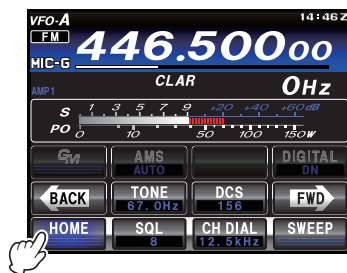 VFO-A 14:46Z
FM
446.50000
MIC-G
CLAR
AMP1 0Hz
S 1 3 5 7 9 +20 +40 +60dB
PO 0 10 50 100 150W
GM AMS DIGITAL
AUTO DN
BACK TONE DCS FWD
67.0Hz 156
HOME SQL CH DIAL SWEEP
8 12.5kHz